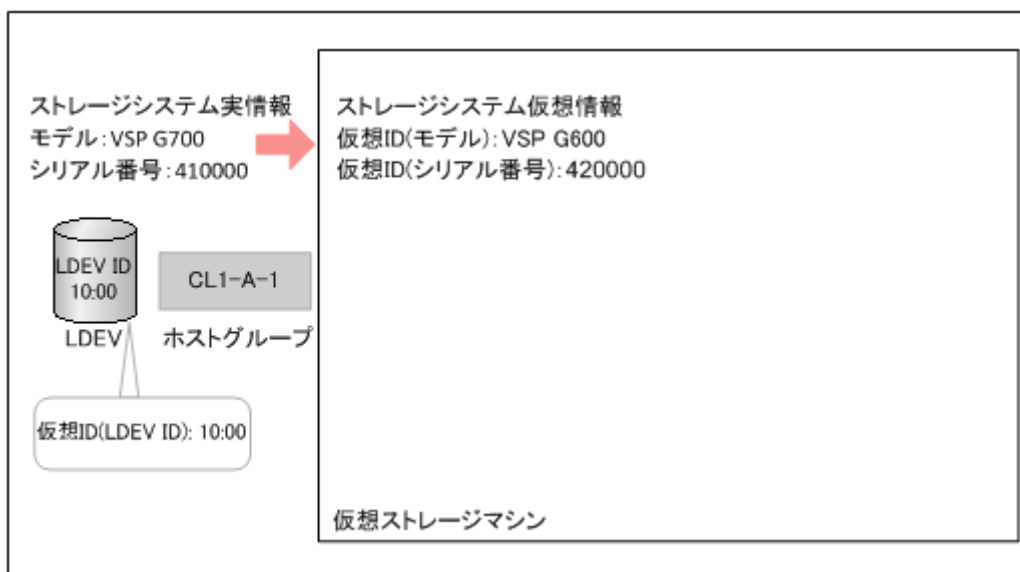 ストレージシステム実情報
モデル:VSP G700
シリアル番号:410000
ストレージシステム仮想情報
仮想ID(モデル):VSP G600
仮想ID(シリアル番号):420000
LDEV ID
10:00
LDEV
CL1-A-1
ホストグループ
仮想ID(LDEV ID): 10:00
仮想ストレージマシン